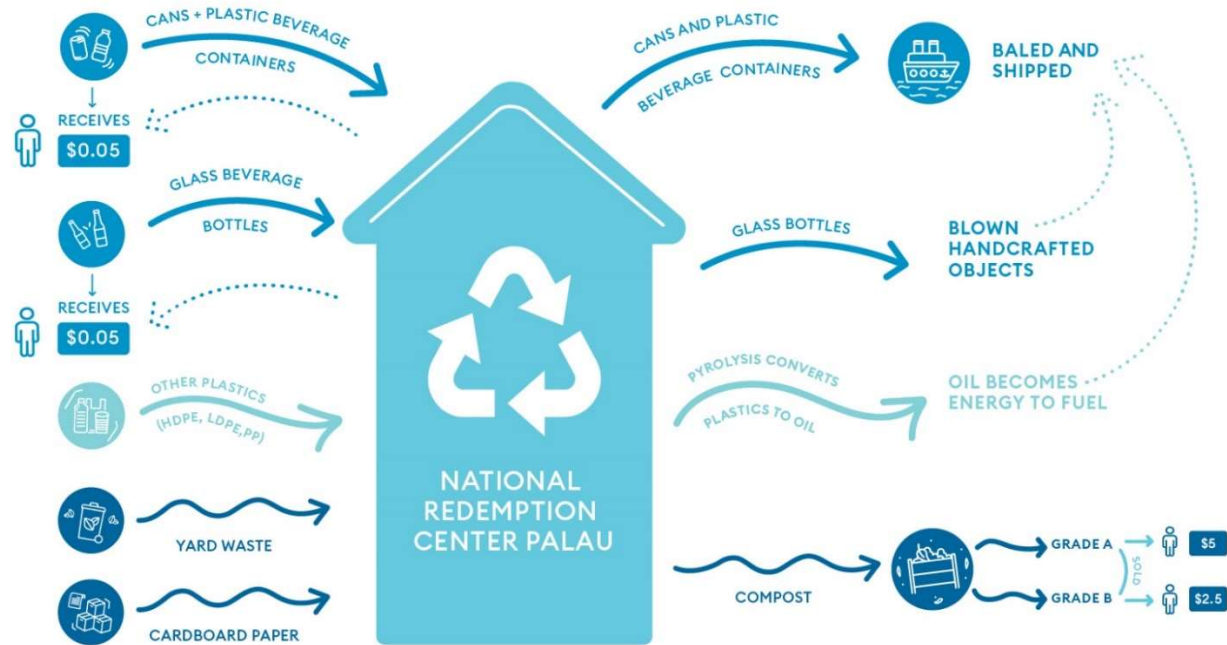 CANS + PLASTIC BEVERAGE
CONTAINERS
RECEIVES
$0.05
GLASS BEVERAGE
BOTTLES
RECEIVES
$0.05
OTHER PLASTICS
(HDPE, LDPE,PP)
YARD WASTE
CARDBOARD PAPER
NATIONAL
REDEMPTION
CENTER PALAU
CANS AND PLASTIC
BEVERAGE CONTAINERS
BALED AND
SHIPPED
GLASS BOTTLES
BLOWN
HANDCRAFTED
OBJECTS
PYROLYSIS CONVERTS
PLASTICS TO OIL
OIL BECOMES
ENERGY TO FUEL
COMPOST
GRADE A
$5
SOLD
GRADE B
$2.5